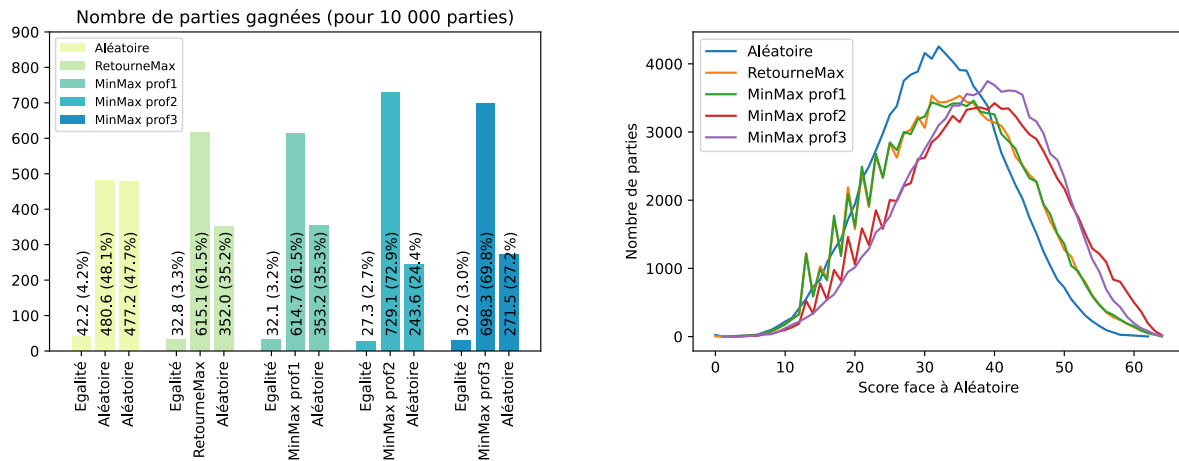 Nombre de parties gagnées (pour 10 000 parties)
900
800
700
600
500
400
300
200
100
0
Aléatoire
RetourneMax
MinMax prof1
MinMax prof2
MinMax prof3
42.2 (4.2%)
480.6 (48.1%)
477.2 (47.7%)
32.8 (3.3%)
615.1 (61.5%)
352.0 (35.2%)
32.1 (3.2%)
614.7 (61.5%)
353.2 (35.3%)
27.3 (2.7%)
729.1 (72.9%)
243.6 (24.4%)
30.2 (3.0%)
698.3 (69.8%)
271.5 (27.2%)
Egalité
Aléatoire
Aléatoire
Egalité
RetourneMax
Aléatoire
Egalité
MinMax prof1
Aléatoire
Egalité
MinMax prof2
Aléatoire
Egalité
MinMax prof3
Aléatoire
Nombre de parties
4000
3000
2000
1000
0
Aléatoire
RetourneMax
MinMax prof1
MinMax prof2
MinMax prof3
0 10 20 30 40 50 60
Score face à Aléatoire